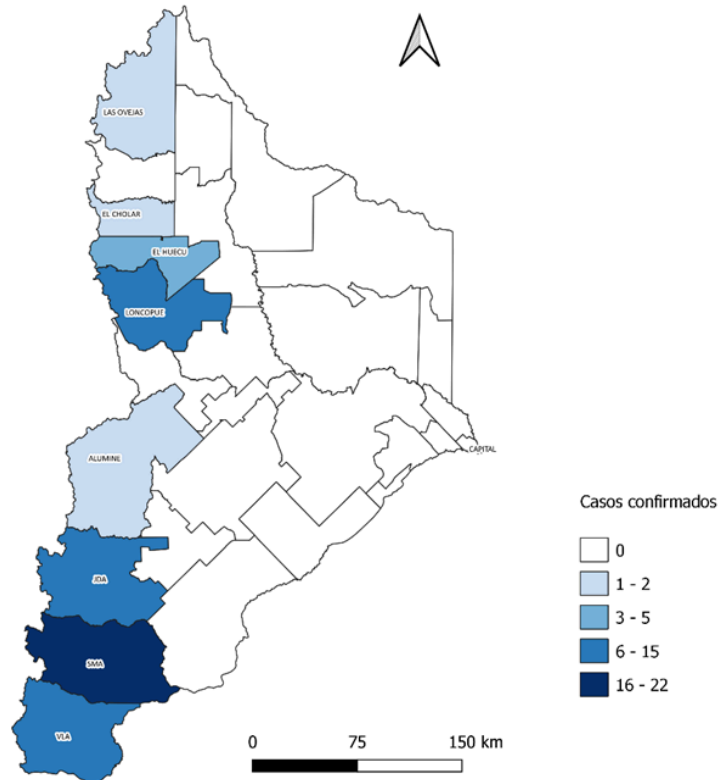 LAS OVEJAS
EL CHOLAR
EL HUECU
LONCOPUE
ALUMINE
CAPITAL
JDA
SMA
VLA
Casos confirmados
0
1 - 2
3 - 5
6 - 15
16 - 22
0 75 150 km